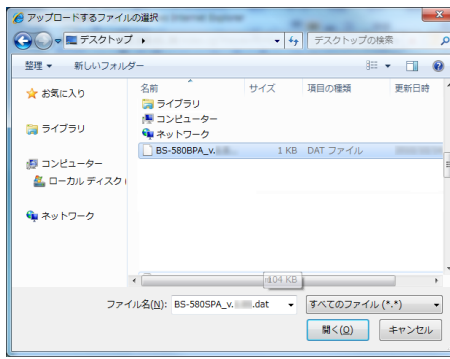 アップロードするファイルの選択
デスクトップ
デスクトップの検索
整理 新しいフォルダー
お気に入り
ライブラリ
コンピューター
ローカル ディスク
ネットワーク
名前 サイズ 項目の種類 更新日時
ライブラリ
コンピューター
ネットワーク
BS-580BPA_v. 1 KB DAT ファイル
104 KB
ファイル名(N): BS-580SPA_v. .dat すべてのファイル (*.*)
開く(O) キャンセル